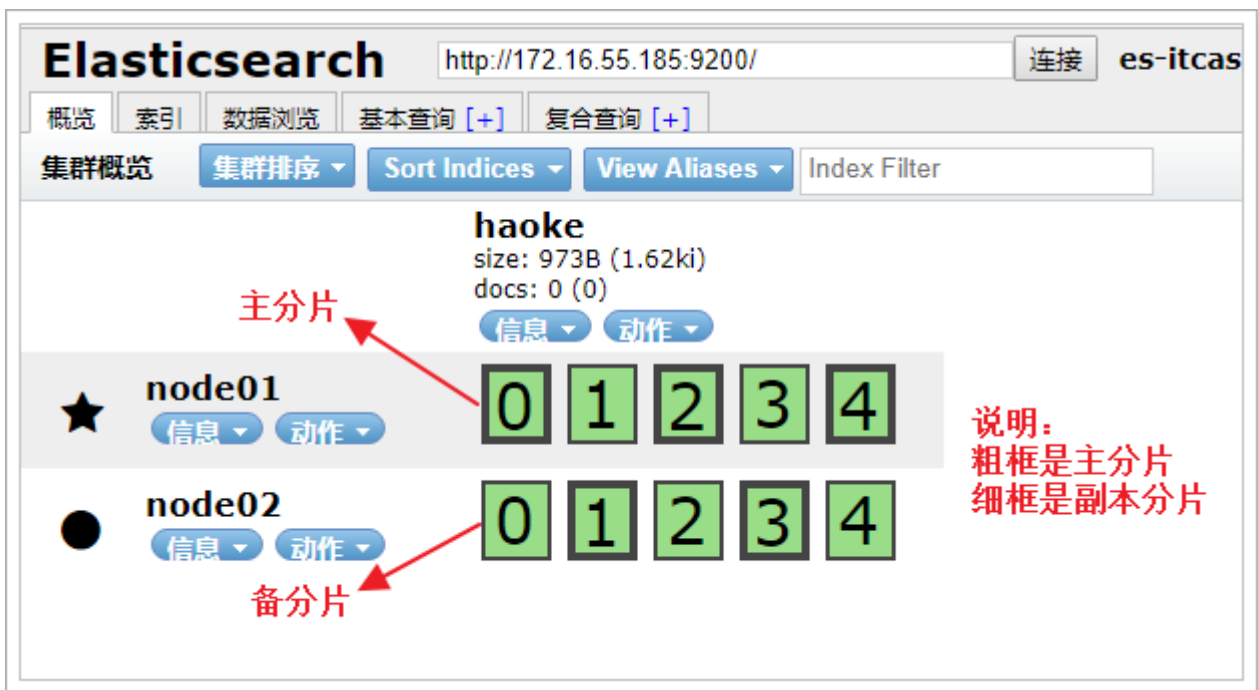 Elasticsearch http://172.16.55.185:9200/ 连接 es-itcas
概览 索引 数据浏览 基本查询 [+] 复合查询 [+]
集群概览 集群排序 Sort Indices View Aliases Index Filter
haoke
size: 973B (1.62ki)
docs: 0 (0)
信息 动作
主分片
node01
信息 动作
0 1 2 3 4
说明：
粗框是主分片
细框是副本分片
node02
信息 动作
0 1 2 3 4
备分片